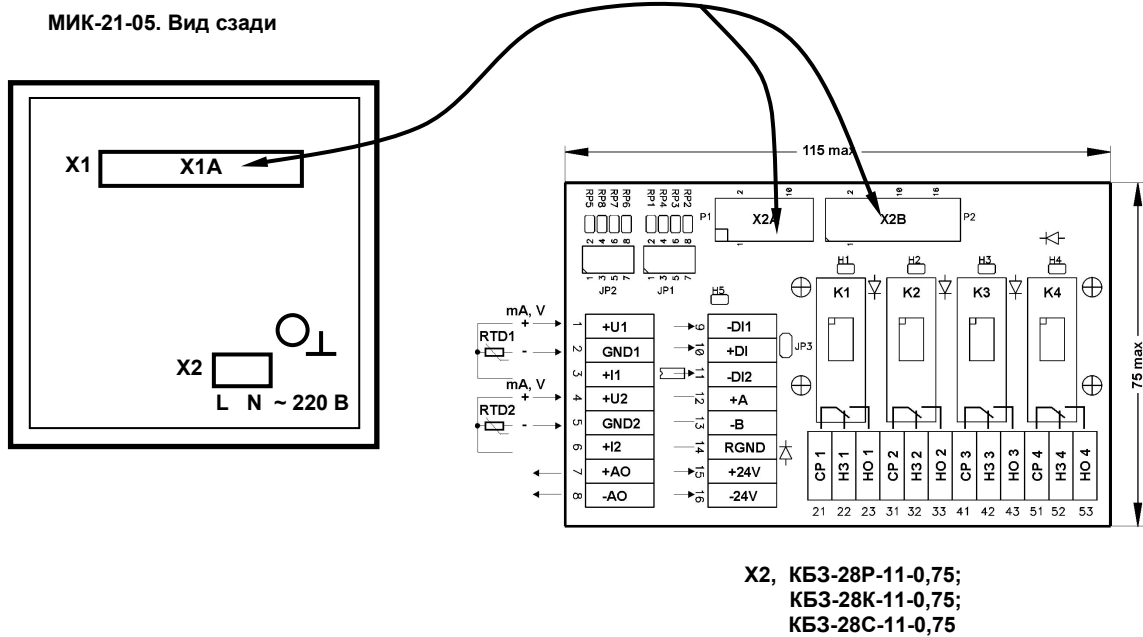 МИК-21-05. Вид сзади
X1
X1A
X2
L N ~ 220 В
115 max
75 max
RP5
RP8
RP7
RP6
RP1
RP4
RP3
RP2
2 4 6 8
2 4 6 8
1 3 5 7
1 3 5 7
JP2
JP1
P1
2 10
X2A
1
2 10 16
X2B
P2
1
H5
H1
H2
H3
H4
K1
K2
K3
K4
JP3
mA, V
+
RTD1
-
mA, V
+
RTD2
-
1 +U1
2 GND1
3 +I1
4 +U2
5 GND2
6 +I2
7 +AO
8 -AO
9 -DI1
10 +DI
11 -DI2
12 +A
13 -B
14 RGND
15 +24V
16 -24V
СР 1
НЗ 1
НО 1
СР 2
НЗ 2
НО 2
СР 3
НЗ 3
НО 3
СР 4
НЗ 4
НО 4
21 22 23 31 32 33 41 42 43 51 52 53
X2, КБЗ-28Р-11-0,75;
КБЗ-28К-11-0,75;
КБЗ-28С-11-0,75